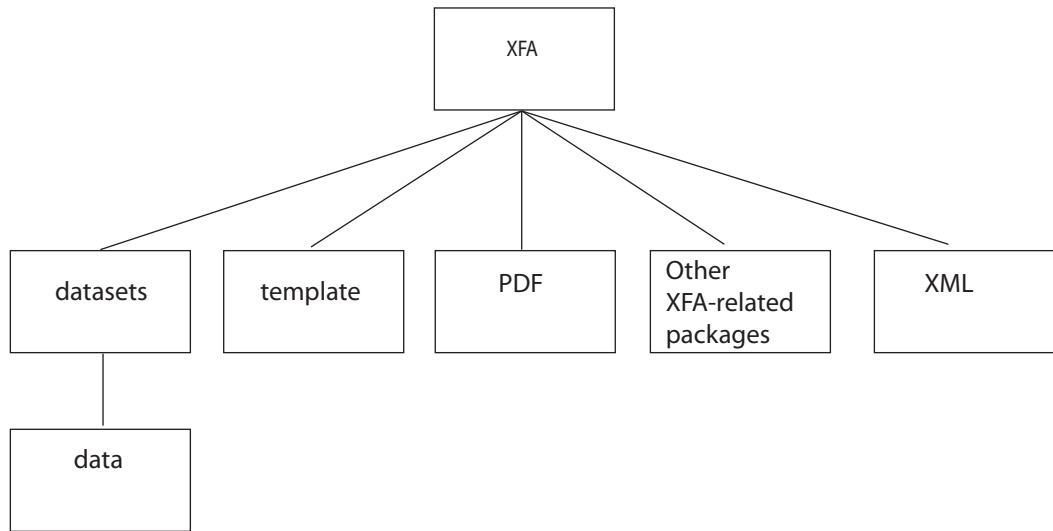 XFA
datasets
template
PDF
Other
XFA-related
packages
XML
data